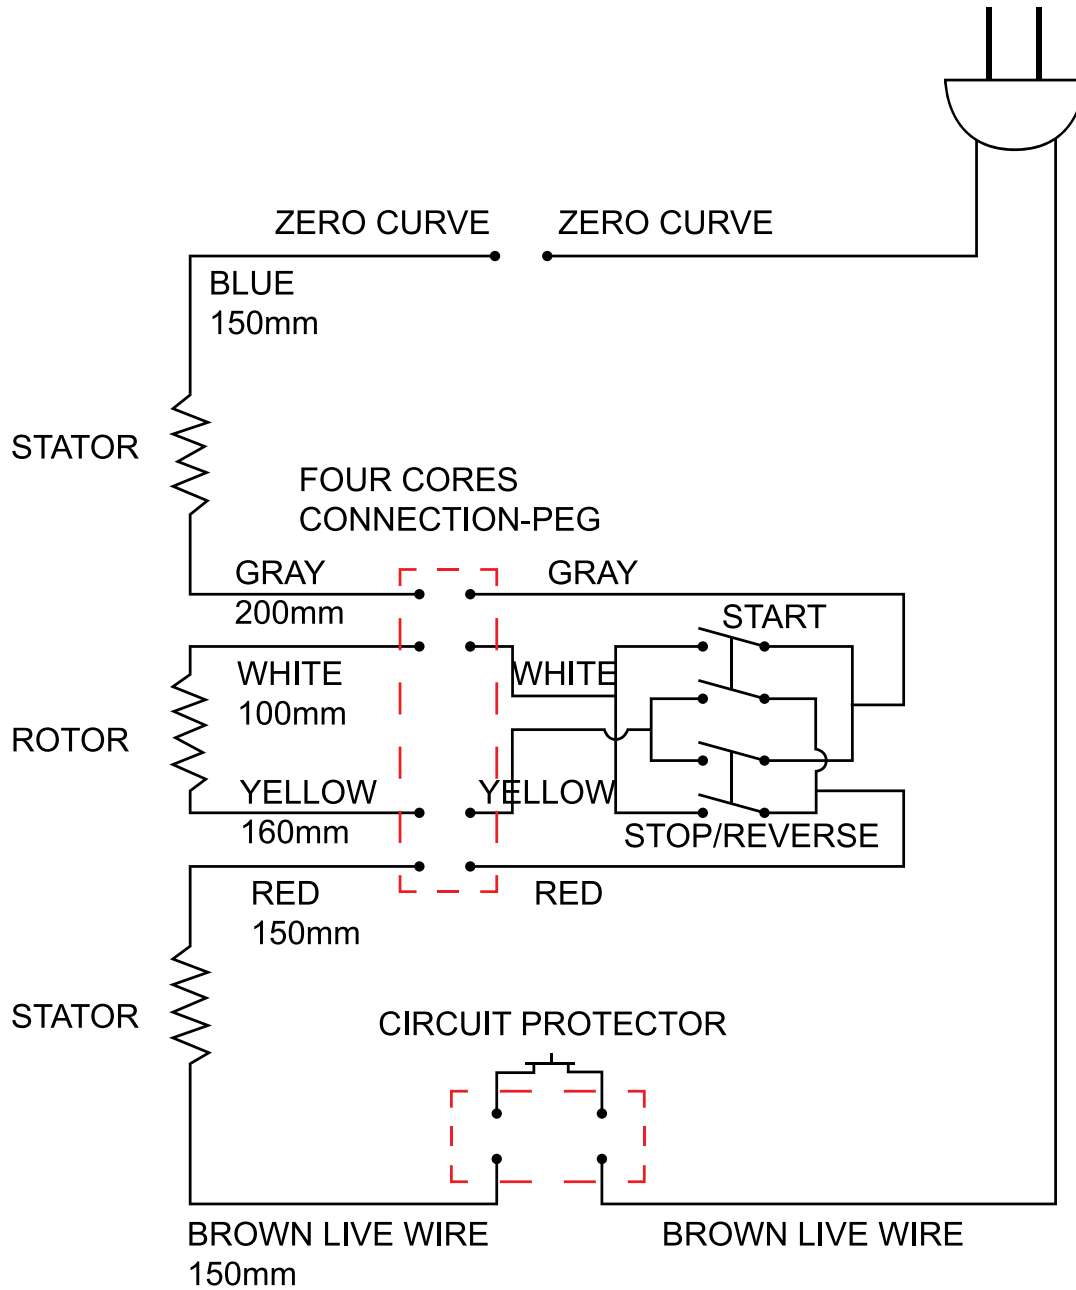 ZERO CURVE ZERO CURVE
BLUE
150mm
STATOR
FOUR CORES
CONNECTION-PEG
GRAY GRAY
200mm START
WHITE WHITE
100mm
ROTOR
YELLOW YELLOW
160mm STOP/REVERSE
RED RED
150mm
STATOR CIRCUIT PROTECTOR
BROWN LIVE WIRE BROWN LIVE WIRE
150mm